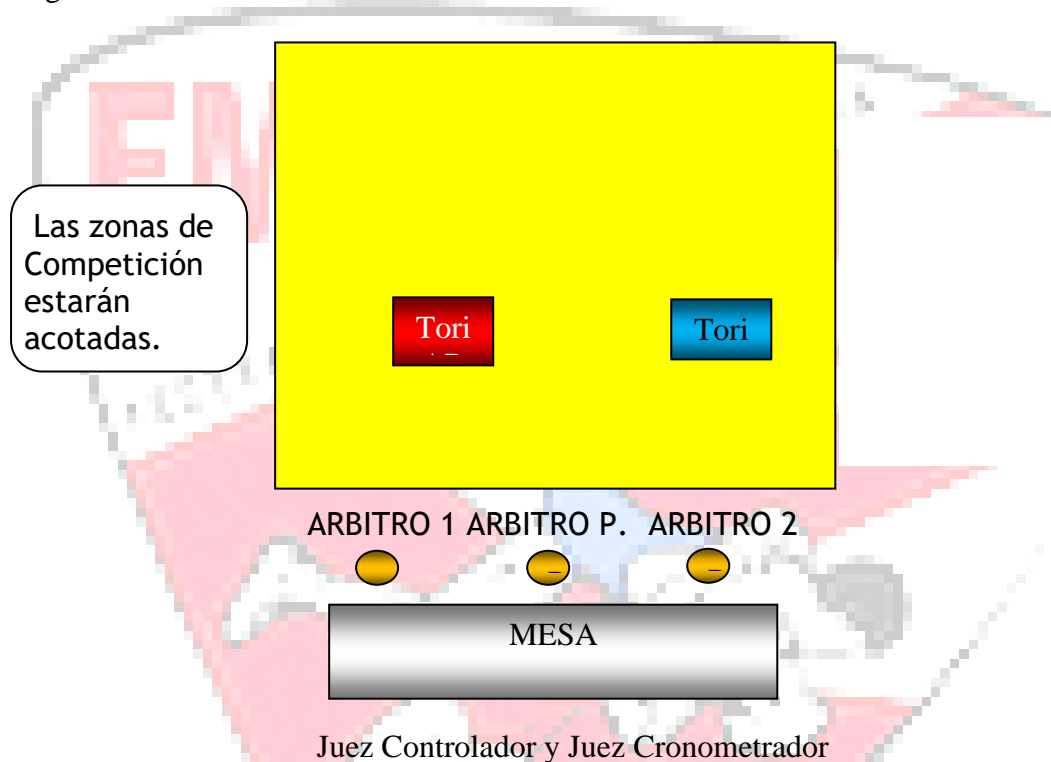 Las zonas de
Competición
estarán
acotadas.
Tori
Tori
ARBITRO 1 ARBITRO P. ARBITRO 2
MESA
Juez Controlador y Juez Cronometrador